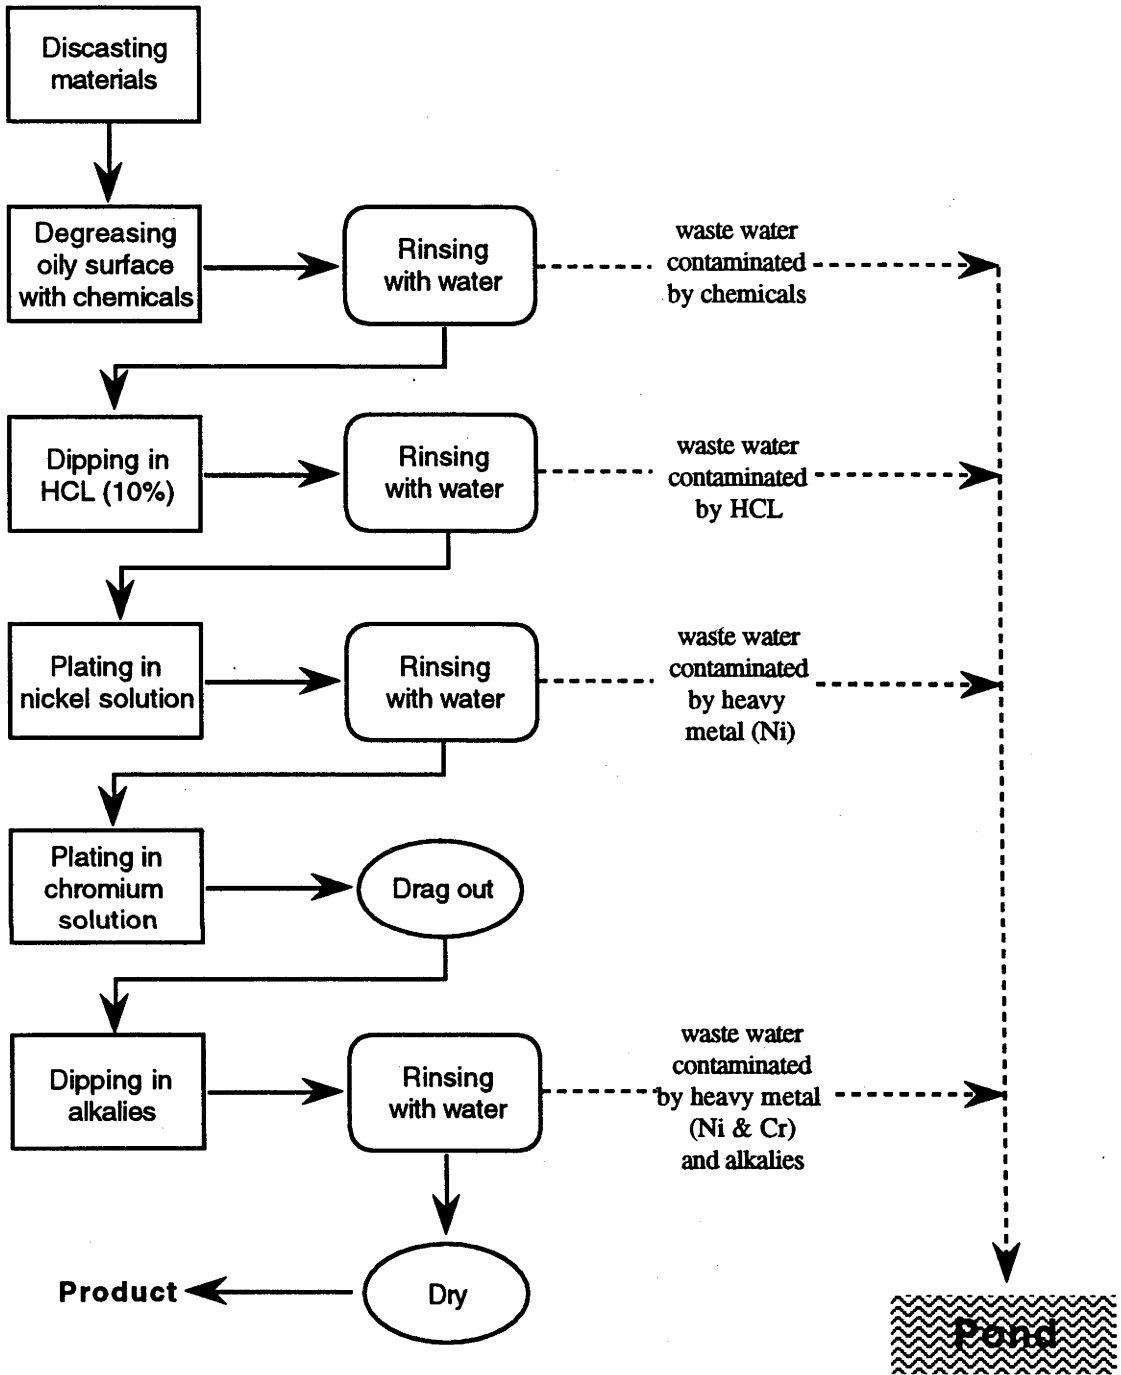 Discasting
materials
Degreasing
oily surface
with chemicals
Rinsing
with water
waste water
contaminated
by chemicals
Dipping in
HCL (10%)
Rinsing
with water
waste water
contaminated
by HCL
Plating in
nickel solution
Rinsing
with water
waste water
contaminated
by heavy
metal (Ni)
Plating in
chromium
solution
Drag out
Dipping in
alkalies
Rinsing
with water
waste water
contaminated
by heavy metal
(Ni & Cr)
and alkalies
Product
Dry
Pond